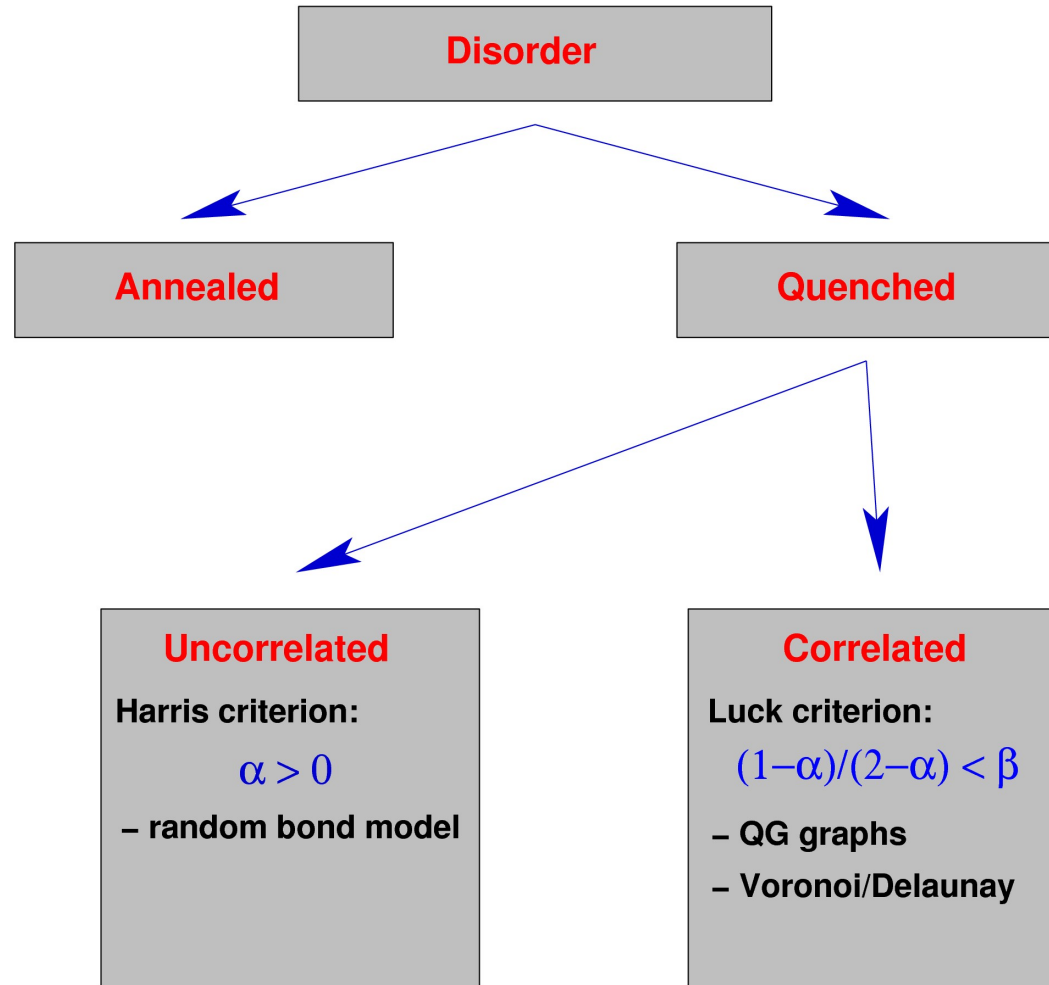 Disorder
Annealed
Quenched
Uncorrelated
Harris criterion:
α > 0
– random bond model
Correlated
Luck criterion:
(1−α)/(2−α) < β
– QG graphs
– Voronoi/Delaunay